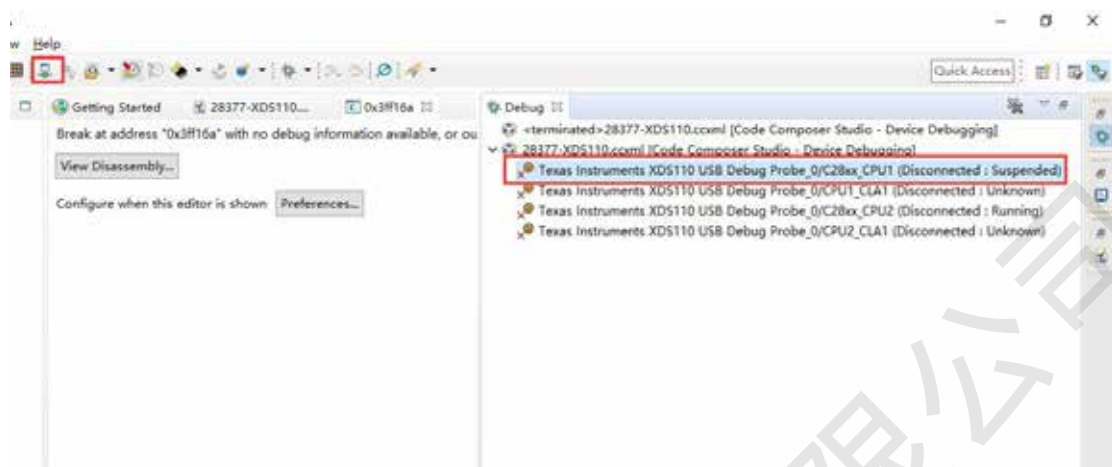 w Help
Quick Access
Getting Started 28377-XDS110.... 0x3ff16a Debug
Break at address "0x3ff16a" with no debug information available, or ou
View Disassembly...
Configure when this editor is shown Preferences...
<terminated>28377-XDS110.ccxml [Code Composer Studio - Device Debugging]
28377-XDS110.ccxml [Code Composer Studio - Device Debugging]
Texas Instruments XDS110 USB Debug Probe_0/C28xx_CPU1 (Disconnected : Suspended)
Texas Instruments XDS110 USB Debug Probe_0/CPU1_CLA1 (Disconnected : Unknown)
Texas Instruments XDS110 USB Debug Probe_0/C28xx_CPU2 (Disconnected : Running)
Texas Instruments XDS110 USB Debug Probe_0/CPU2_CLA1 (Disconnected : Unknown)
限公司